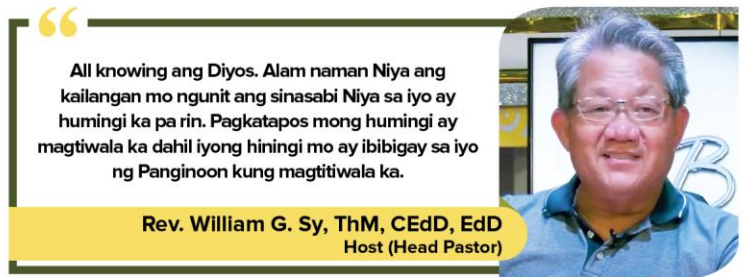 All knowing ang Diyos. Alam naman Niya ang
kailangan mo ngunit ang sinasabi Niya sa iyo ay
humingi ka pa rin. Pagkatapos mong humingi ay
magtiwala ka dahil iyong hiningi mo ay ibibigay sa iyo
ng Panginoon kung magtitiwala ka.
Rev. William G. Sy, ThM, CEdD, EdD
Host (Head Pastor)
B